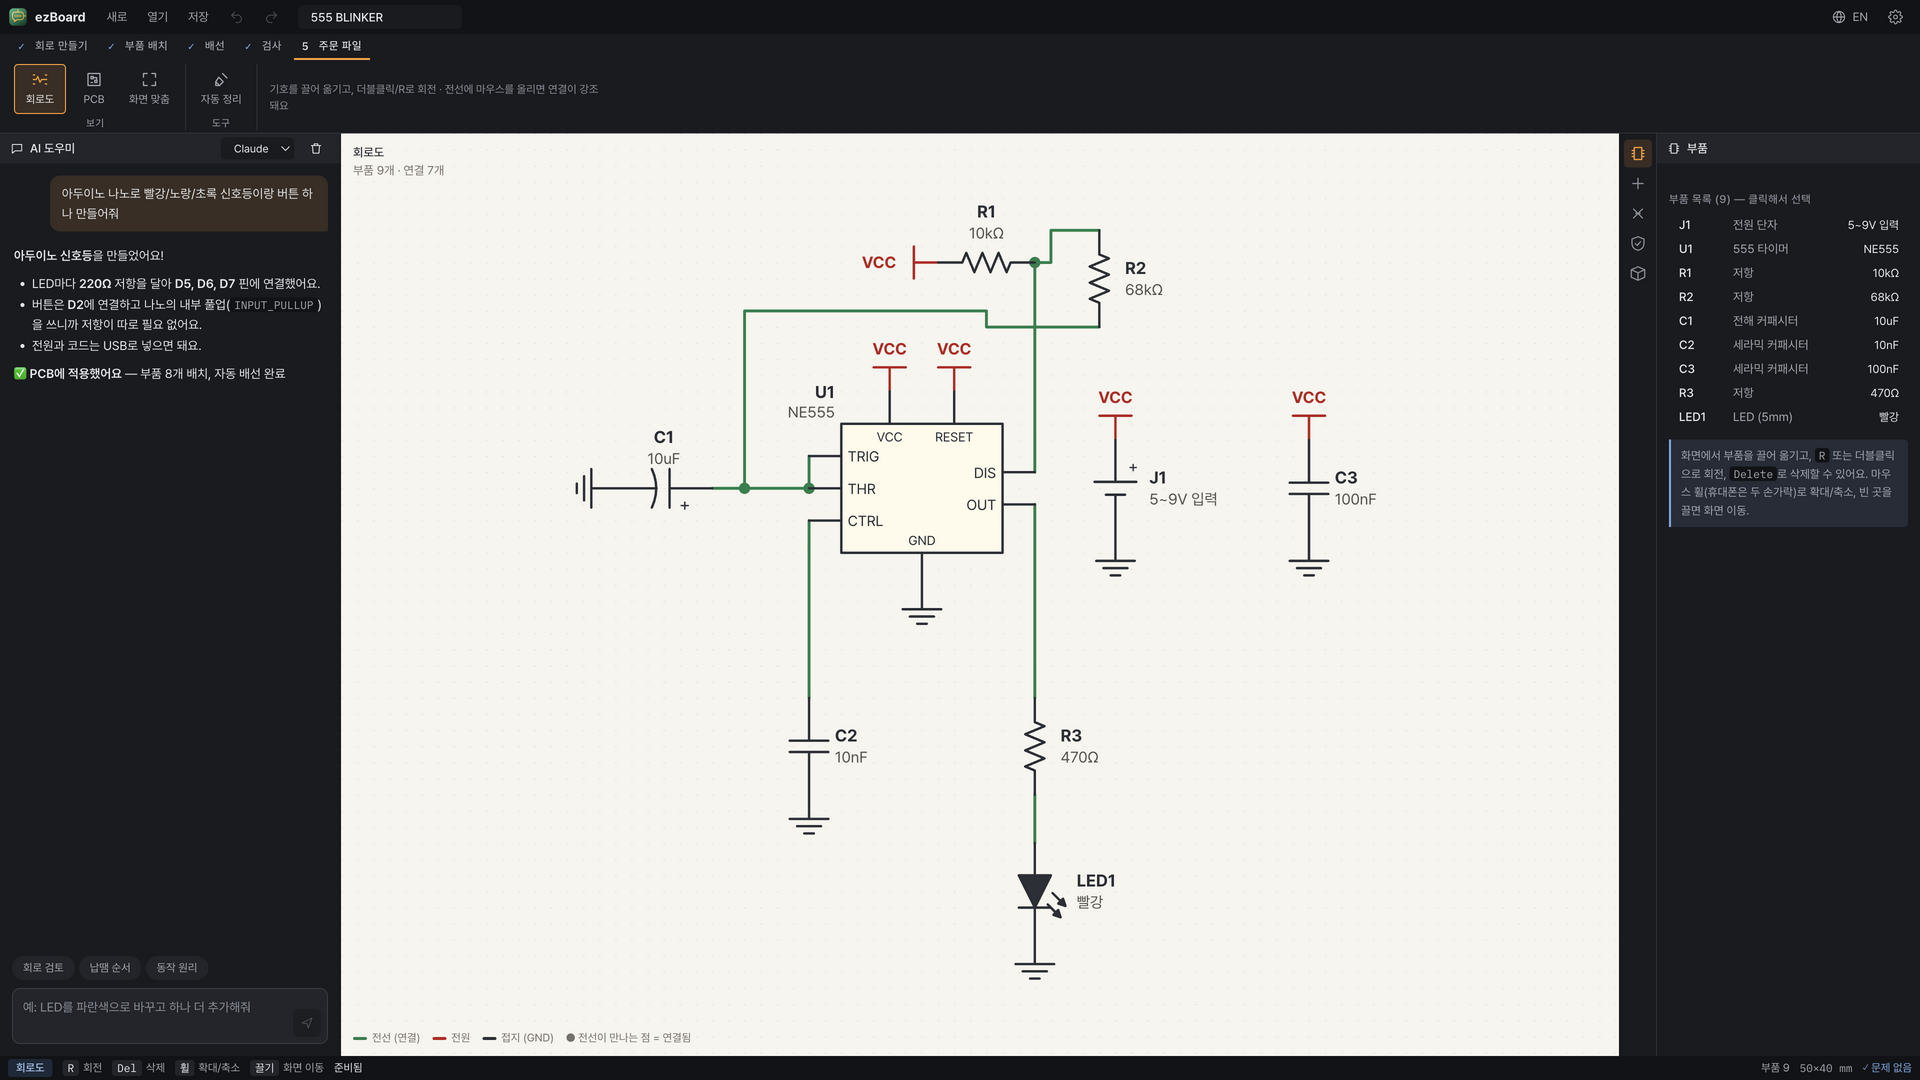 ezBoard 새로 열기 저장 555 BLINKER EN
✓ 회로 만들기 ✓ 부품 배치 ✓ 배선 ✓ 검사 5 주문 파일
회로도 PCB 화면 맞춤 자동 정리
보기 도구
기호를 끌어 옮기고, 더블클릭/R로 회전 · 전선에 마우스를 올리면 연결이 강조
돼요
AI 도우미 Claude
아두이노 나노로 빨강/노랑/초록 신호등이랑 버튼 하
나 만들어줘
아두이노 신호등을 만들었어요!
• LED마다 220Ω 저항을 달아 D5, D6, D7 핀에 연결했어요.
• 버튼은 D2에 연결하고 나노의 내부 풀업( INPUT_PULLUP )
을 쓰니까 저항이 따로 필요 없어요.
• 전원과 코드는 USB로 넣으면 돼요.
✅ PCB에 적용했어요 — 부품 8개 배치, 자동 배선 완료
회로 검토 납땜 순서 동작 원리
예: LED를 파란색으로 바꾸고 하나 더 추가해줘
회로도
부품 9개 · 연결 7개
R1
10kΩ
VCC
R2
68kΩ
VCC VCC
U1
NE555
VCC RESET
TRIG
THR
CTRL
DIS
OUT
GND
C1
10uF
+
VCC
+
J1
5~9V 입력
VCC
C3
100nF
C2
10nF
R3
470Ω
LED1
빨강
전선 (연결) 전원 접지 (GND) 전선이 만나는 점 = 연결됨
부품
부품 목록 (9) — 클릭해서 선택
J1 전원 단자 5~9V 입력
U1 555 타이머 NE555
R1 저항 10kΩ
R2 저항 68kΩ
C1 전해 커패시터 10uF
C2 세라믹 커패시터 10nF
C3 세라믹 커패시터 100nF
R3 저항 470Ω
LED1 LED (5mm) 빨강
화면에서 부품을 끌어 옮기고, R 또는 더블클릭
으로 회전, Delete 로 삭제할 수 있어요. 마우
스 휠(휴대폰은 두 손가락)로 확대/축소, 빈 곳을
끌면 화면 이동.
회로도 R 회전 Del 삭제 휠 확대/축소 끌기 화면 이동 준비됨
부품 9 50×40 mm ✓ 문제 없음